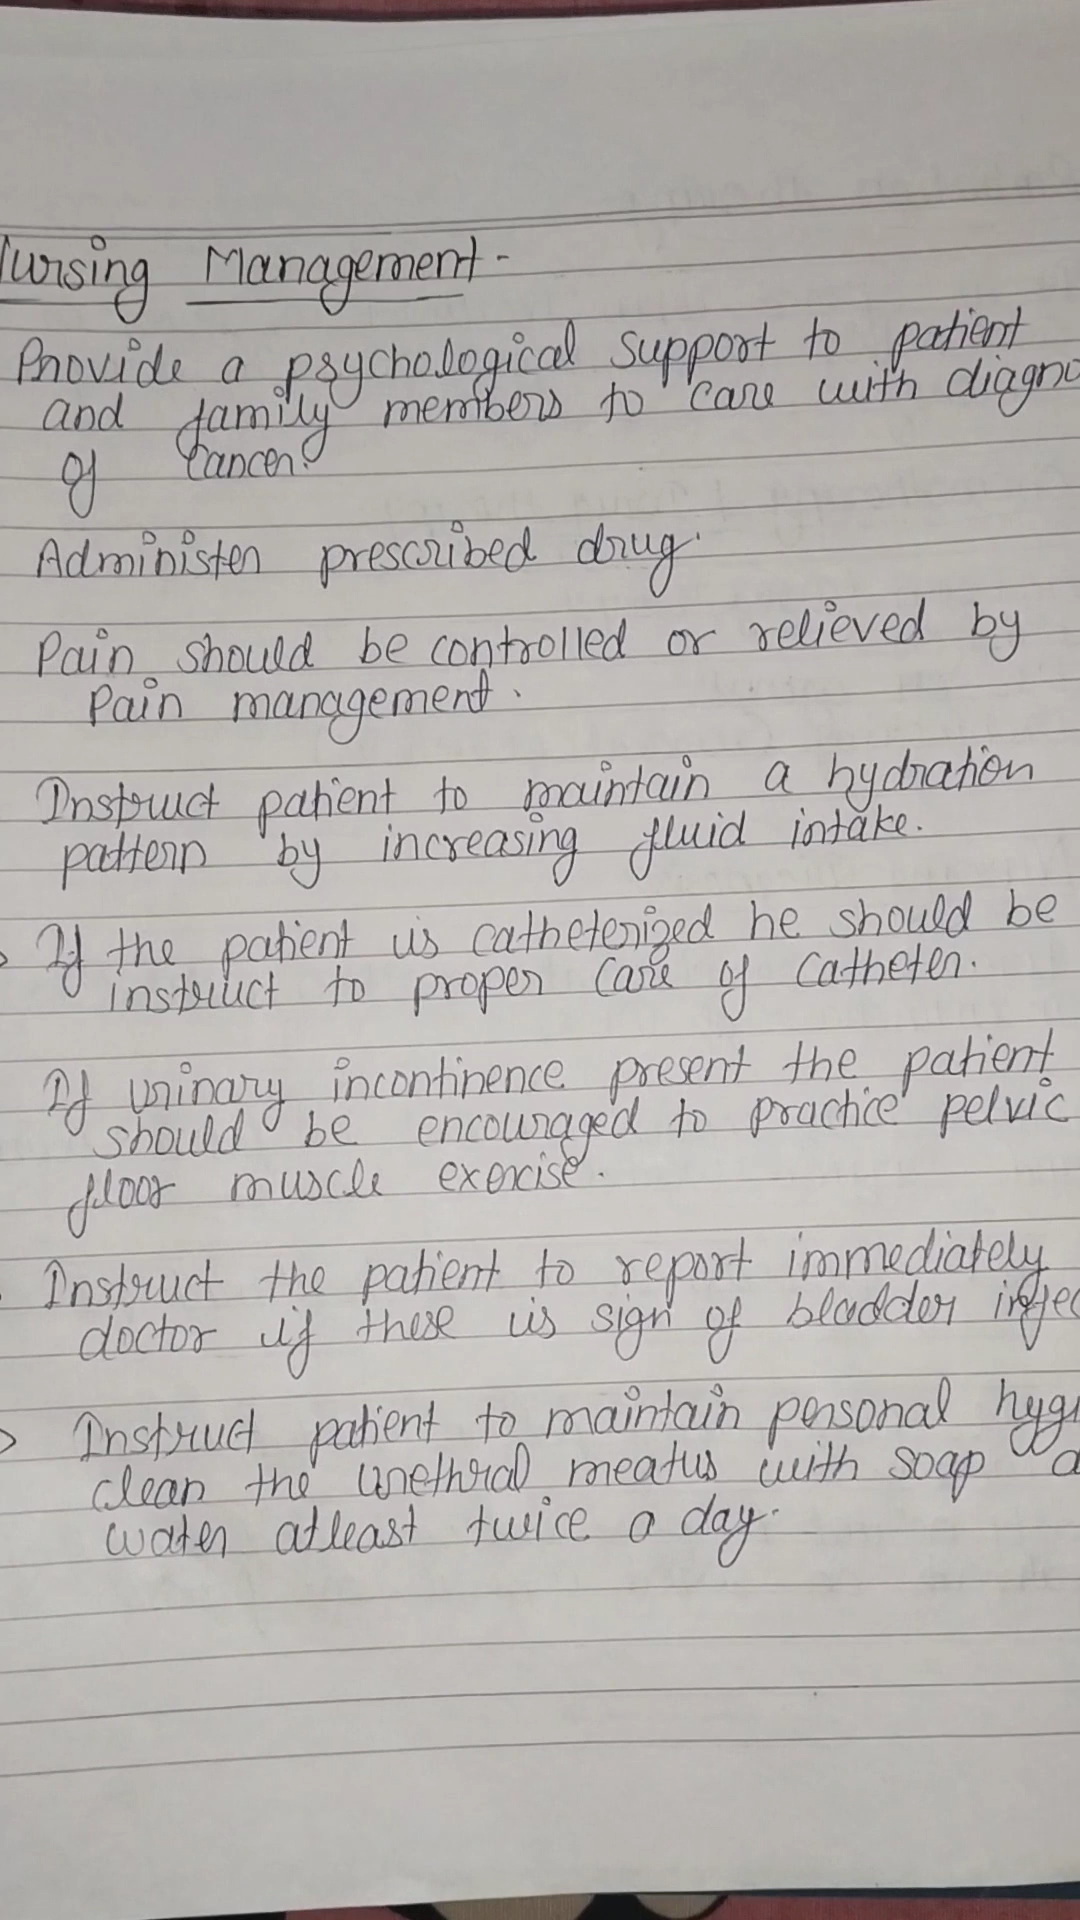 Nursing Management -
Provide a psychological support to patient
and family members to care with diagno
of Cancer.
Administer prescribed drug.
Pain should be controlled or relieved by
Pain management.
Instruct patient to maintain a hydration
pattern by increasing fluid intake.
If the patient is catheterized he should be
instruct to proper care of Catheter.
If urinary incontinence present the patient
should be encouraged to practice pelvic
floor muscle exercise.
Instruct the patient to report immediately
doctor if there is sign of bladder infec
Instruct patient to maintain personal hygi
clean the urethral meatus with soap a
water atleast twice a day.